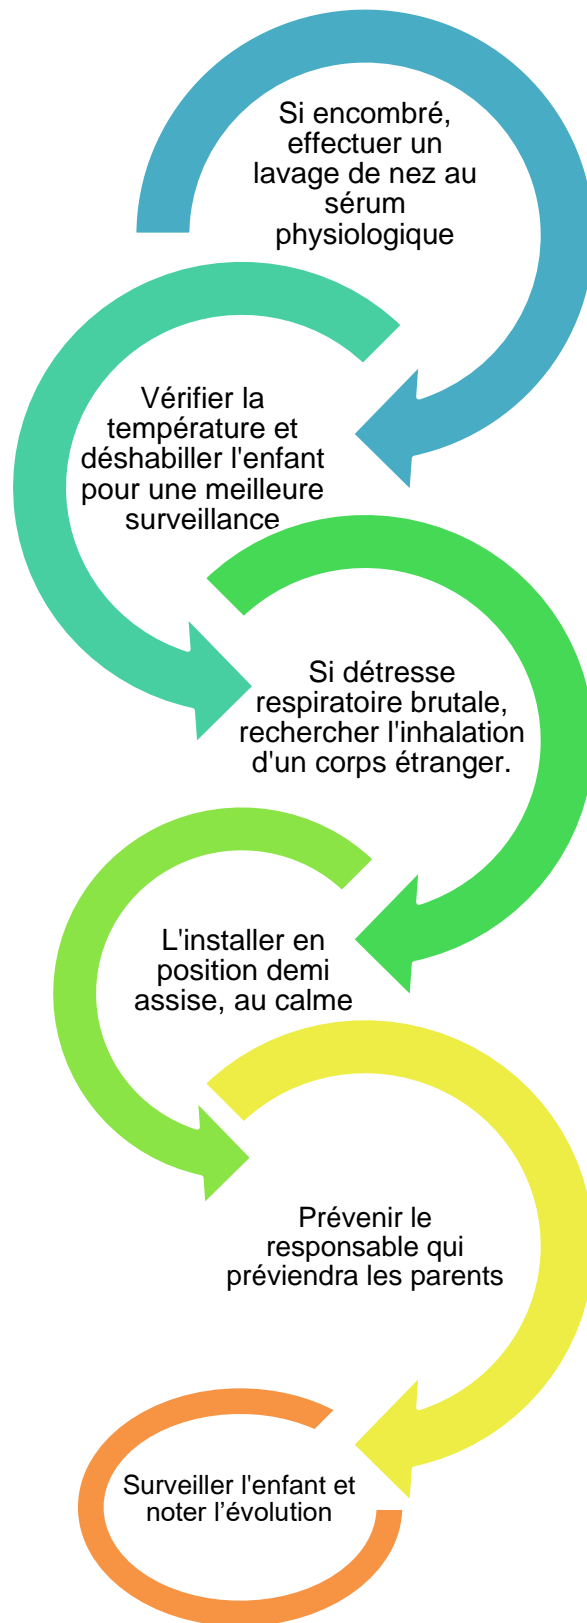 Si encombré,
effectuer un
lavage de nez au
sérum
physiologique
Vérifier la
température et
déshabiller l'enfant
pour une meilleure
surveillance
Si détresse
respiratoire brutale,
rechercher l'inhalation
d'un corps étranger.
L'installer en
position demi
assise, au calme
Prévenir le
responsable qui
préviendra les parents
Surveiller l'enfant et
noter l’évolution